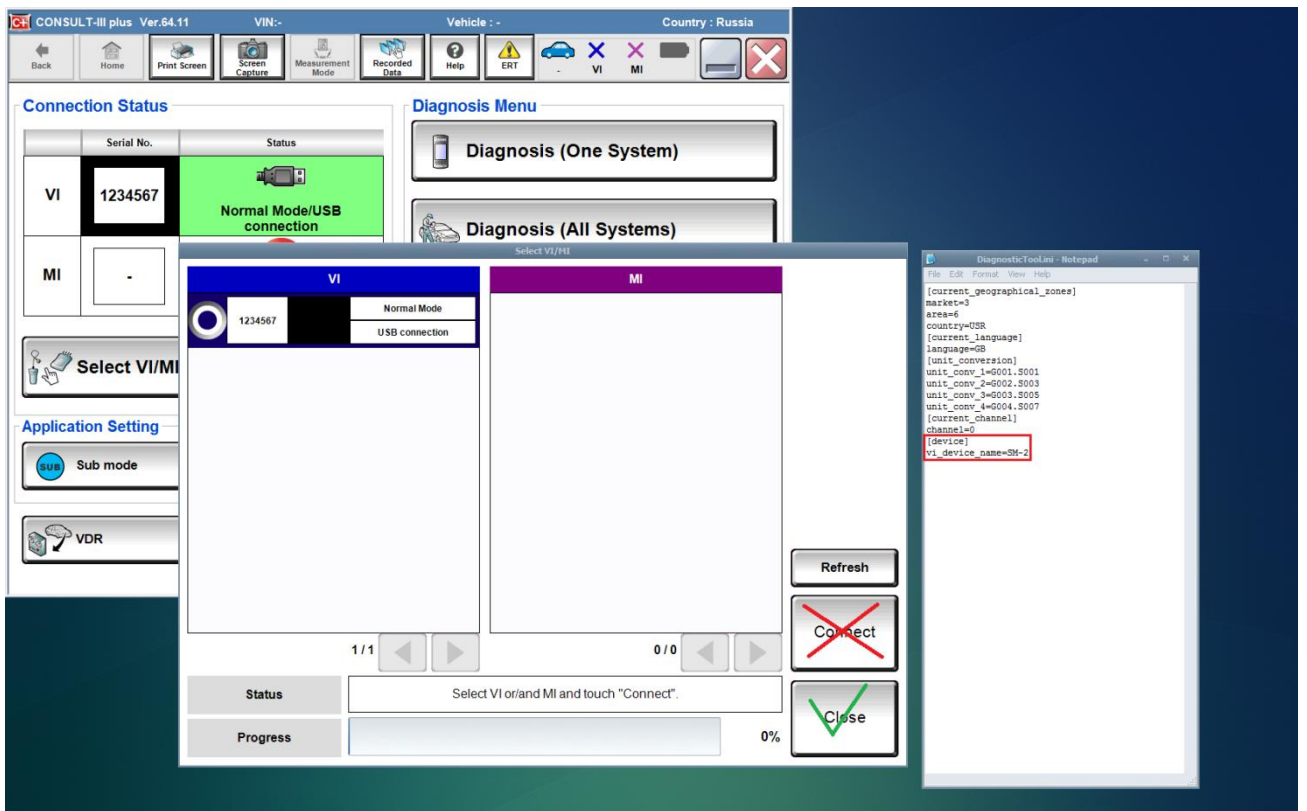 CONSULT-III plus Ver.64.11 VIN:- Vehicle : - Country : Russia
Back
Home
Print Screen
Screen
Capture
Measurement
Mode
Recorded
Data
Help
ERT
-
VI
MI
Connection Status
Serial No. Status
VI
1234567
Normal Mode/USB
connection
MI
-
Select VI/MI
Application Setting
SUB
Sub mode
VDR
Diagnosis Menu
Diagnosis (One System)
Diagnosis (All Systems)
Select VI/MI
VI
MI
1234567
Normal Mode
USB connection
1/1
0/0
Refresh
Connect
Close
Status
Select VI or/and MI and touch "Connect".
Progress
0%
DiagnosticTool.ini - Notepad
File Edit Format View Help
[current_geographical_zones]
market=3
area=6
country=USR
[current_language]
language=GB
[unit_conversion]
unit_conv_1=G001.S001
unit_conv_2=G002.S003
unit_conv_3=G003.S005
unit_conv_4=G004.S007
[current_channel]
channel=0
[device]
vi_device_name=SM-2